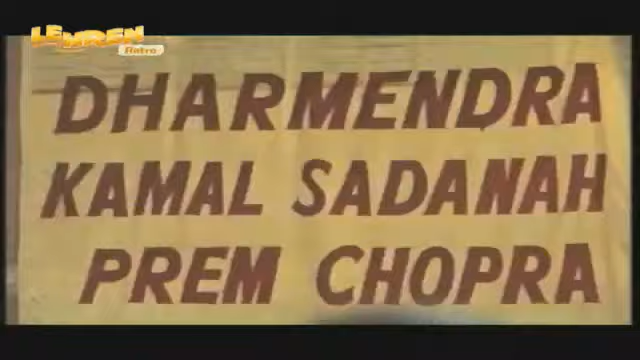 LEHREN
Retro
DHARMENDRA
KAMAL SADANAH
PREM CHOPRA